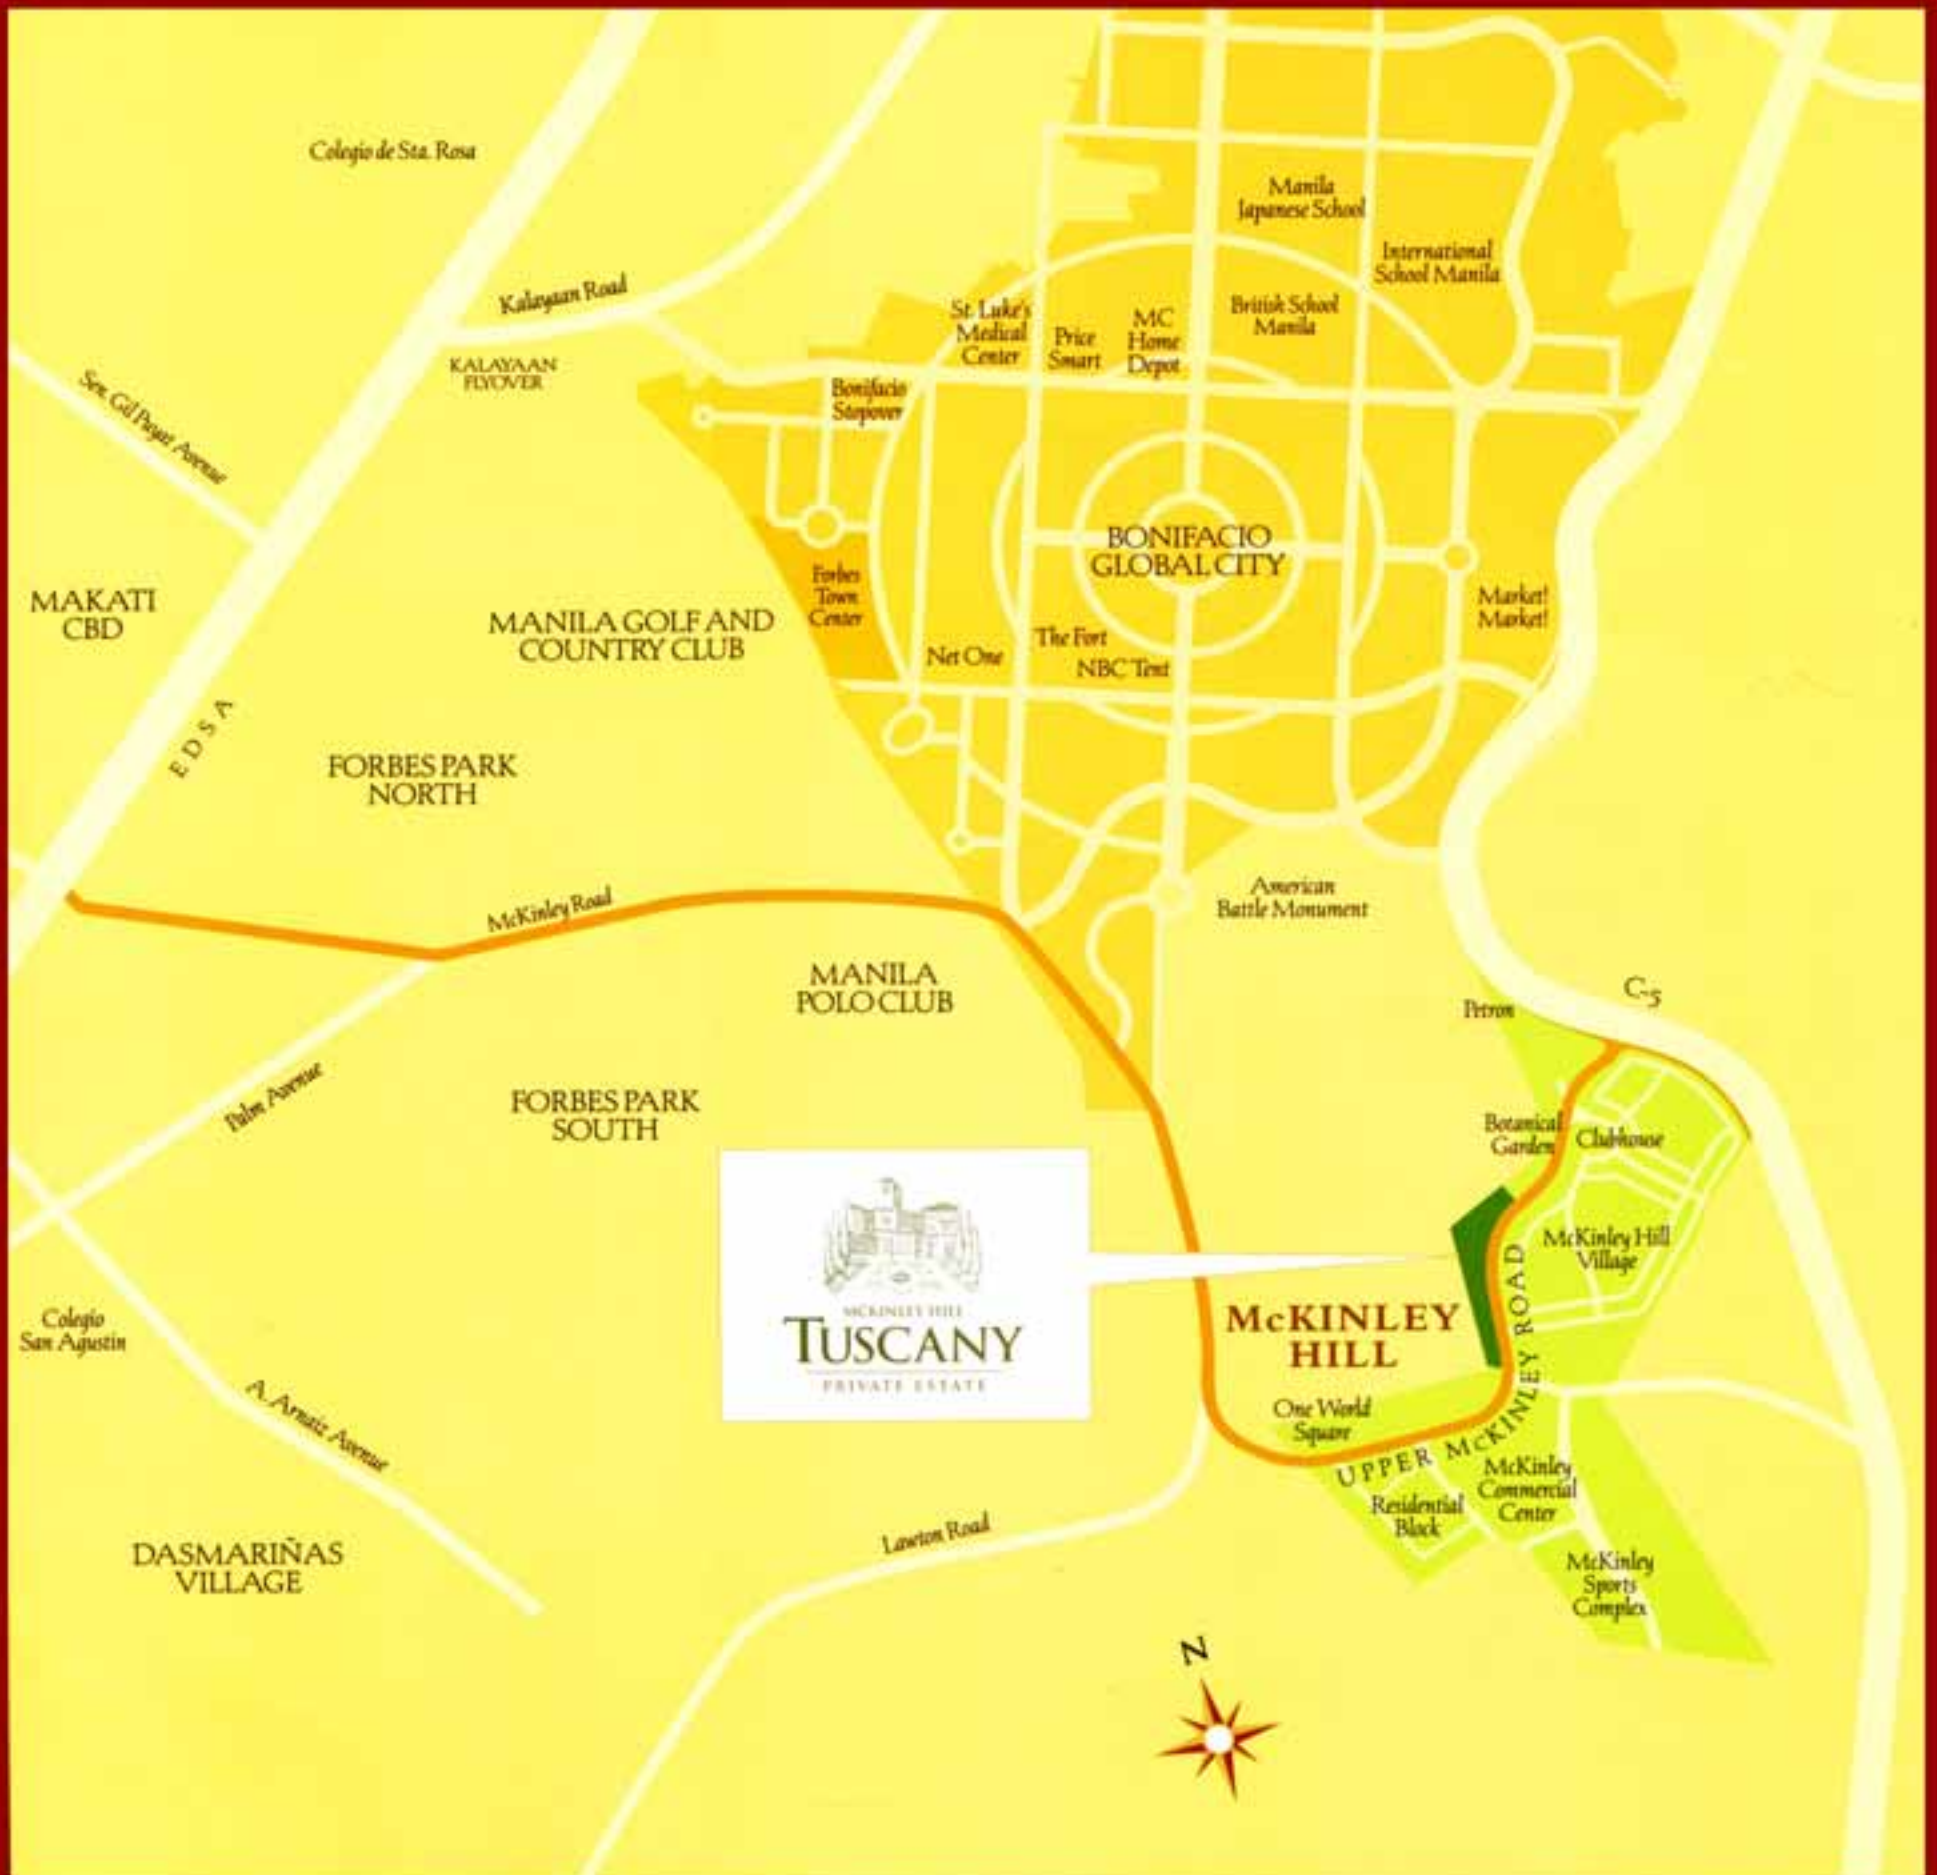 Colegio de Sta. Rosa
Manila
Japanese School
International
School Manila
Kalayaan Road
St. Luke's
Medical
Center
Price
Smart
MC
Home
Depot
British School
Manila
KALAYAAN
FLYOVER
Bonifacio
Stopover
Sen. Gil Puyat Avenue
BONIFACIO
GLOBAL CITY
MAKATI
CBD
MANILA GOLF AND
COUNTRY CLUB
Forbes
Town
Center
Market!
Market!
Net One
The Fort
NBC Tent
EDSA
FORBES PARK
NORTH
McKinley Road
American
Battle Monument
MANILA
POLO CLUB
C-5
Petron
Palm Avenue
FORBES PARK
SOUTH
Botanical
Garden
Clubhouse
McKinley Hill
Village
MCKINLEY HILL
TUSCANY
PRIVATE ESTATE
McKINLEY
HILL
Colegio
San Agustin
A. Arnaiz Avenue
One World
Square
UPPER McKINLEY ROAD
McKinley
Commercial
Center
Residential
Block
Lawton Road
DASMARIÑAS
VILLAGE
McKinley
Sports
Complex
N